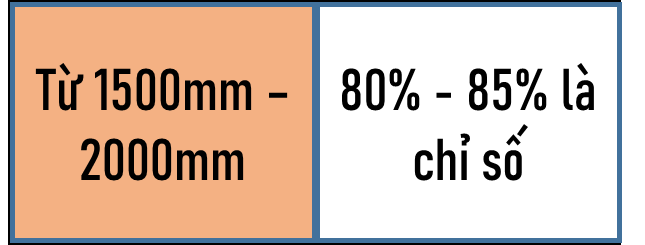 Từ 1500mm –
2000mm
80% - 85% là
chỉ số